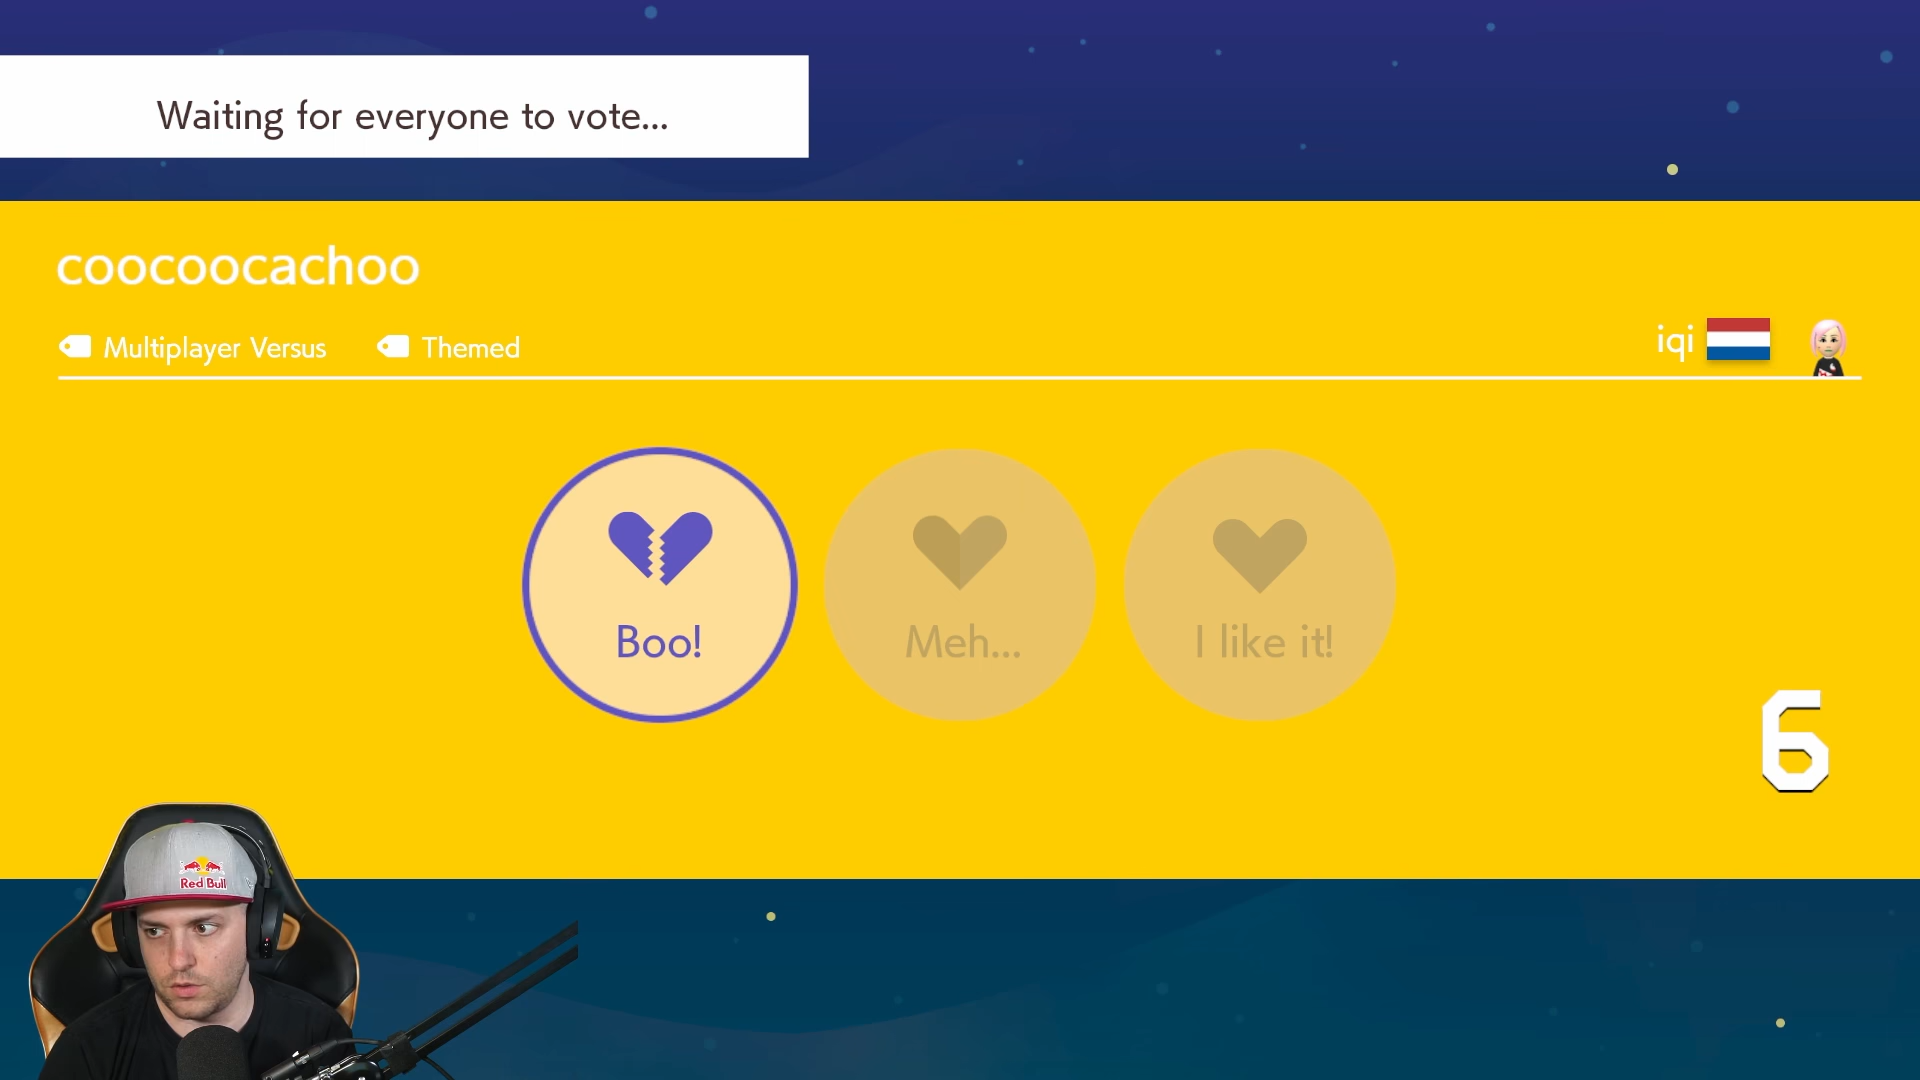 Waiting for everyone to vote...
coocoocachoo
Multiplayer Versus Themed
iqi
Boo! Meh... I like it!
6
Red Bull